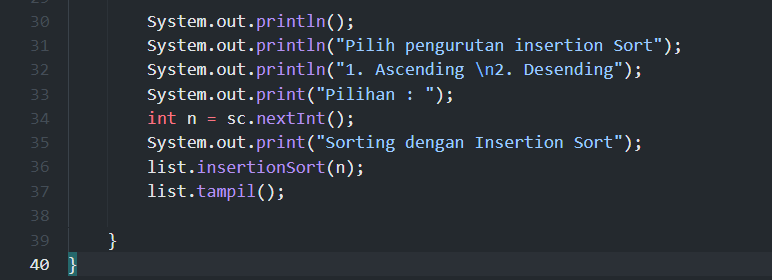 30 System.out.println();
31 System.out.println("Pilih pengurutan insertion Sort");
32 System.out.println("1. Ascending \n2. Desending");
33 System.out.print("Pilihan : ");
34 int n = sc.nextInt();
35 System.out.print("Sorting dengan Insertion Sort");
36 list.insertionSort(n);
37 list.tampil();
38
39 }
40 }